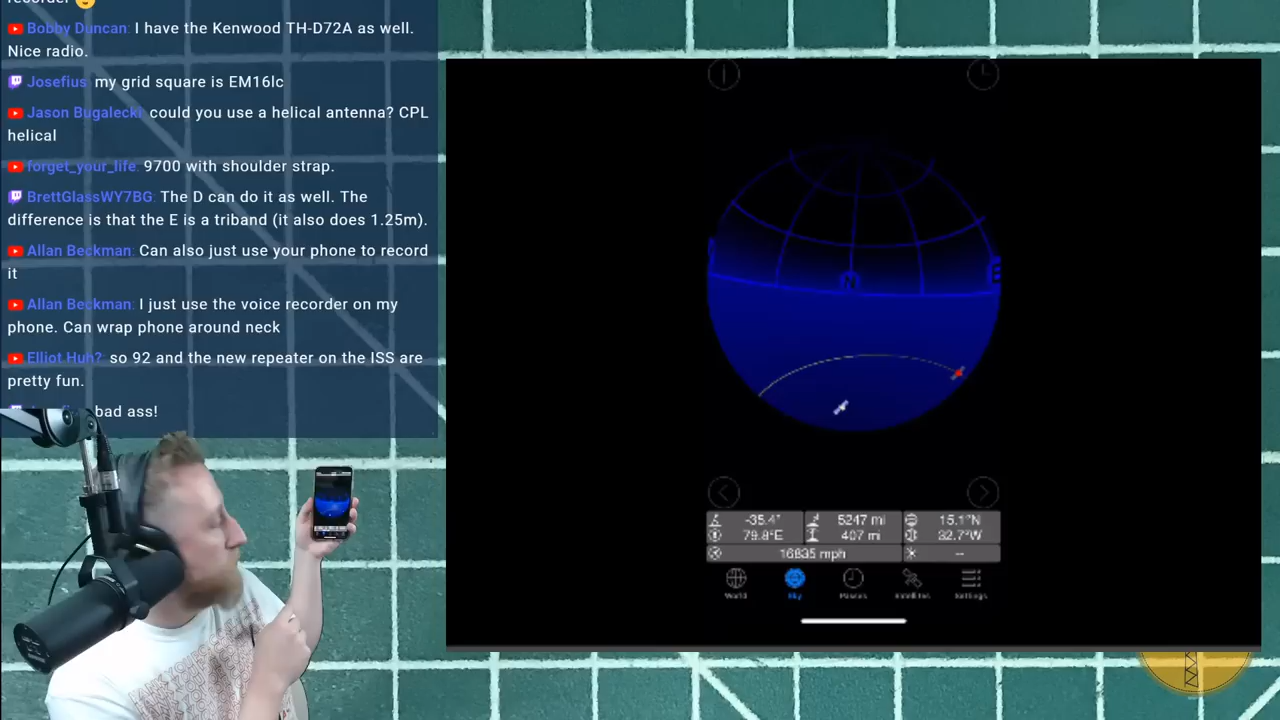 recorder
Bobby Duncan: I have the Kenwood TH-D72A as well.
Nice radio.
Josefius: my grid square is EM16lc
Jason Bugalecki: could you use a helical antenna? CPL
helical
forget_your_life: 9700 with shoulder strap.
BrettGlassWY7BG: The D can do it as well. The
difference is that the E is a triband (it also does 1.25m).
Allan Beckman: Can also just use your phone to record
it
Allan Beckman: I just use the voice recorder on my
phone. Can wrap phone around neck
Elliot Huh? so 92 and the new repeater on the ISS are
pretty fun.
bad ass!
N
E
-35.4° 5247 mi 15.1°N
79.8°E 407 mi 32.7°W
16835 mph --
World Sky Passes Satellites Settings